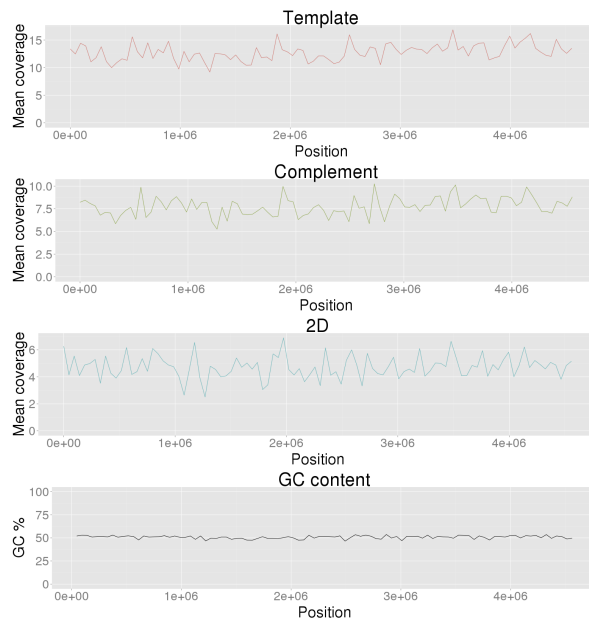 Template
Mean coverage
15
10
5
0
0e+00 1e+06 2e+06 3e+06 4e+06
Position
Complement
Mean coverage
10.0
7.5
5.0
2.5
0.0
0e+00 1e+06 2e+06 3e+06 4e+06
Position
2D
Mean coverage
6
4
2
0
0e+00 1e+06 2e+06 3e+06 4e+06
Position
GC content
GC %
100
75
50
25
0
0e+00 1e+06 2e+06 3e+06 4e+06
Position